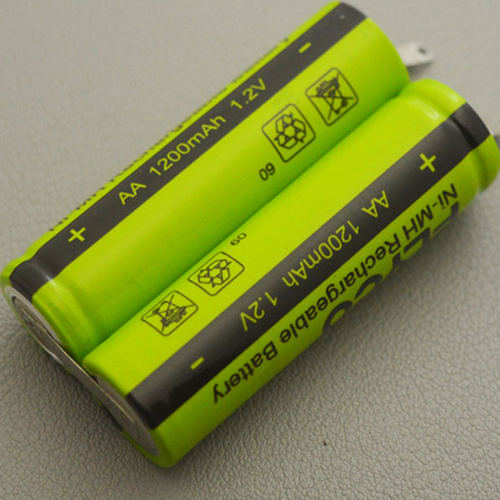 -
AA 1200mAh 1.2V
+
09
+
AA 1200mAh 1.2V
-
09
Ni-MH Rechargeable Battery